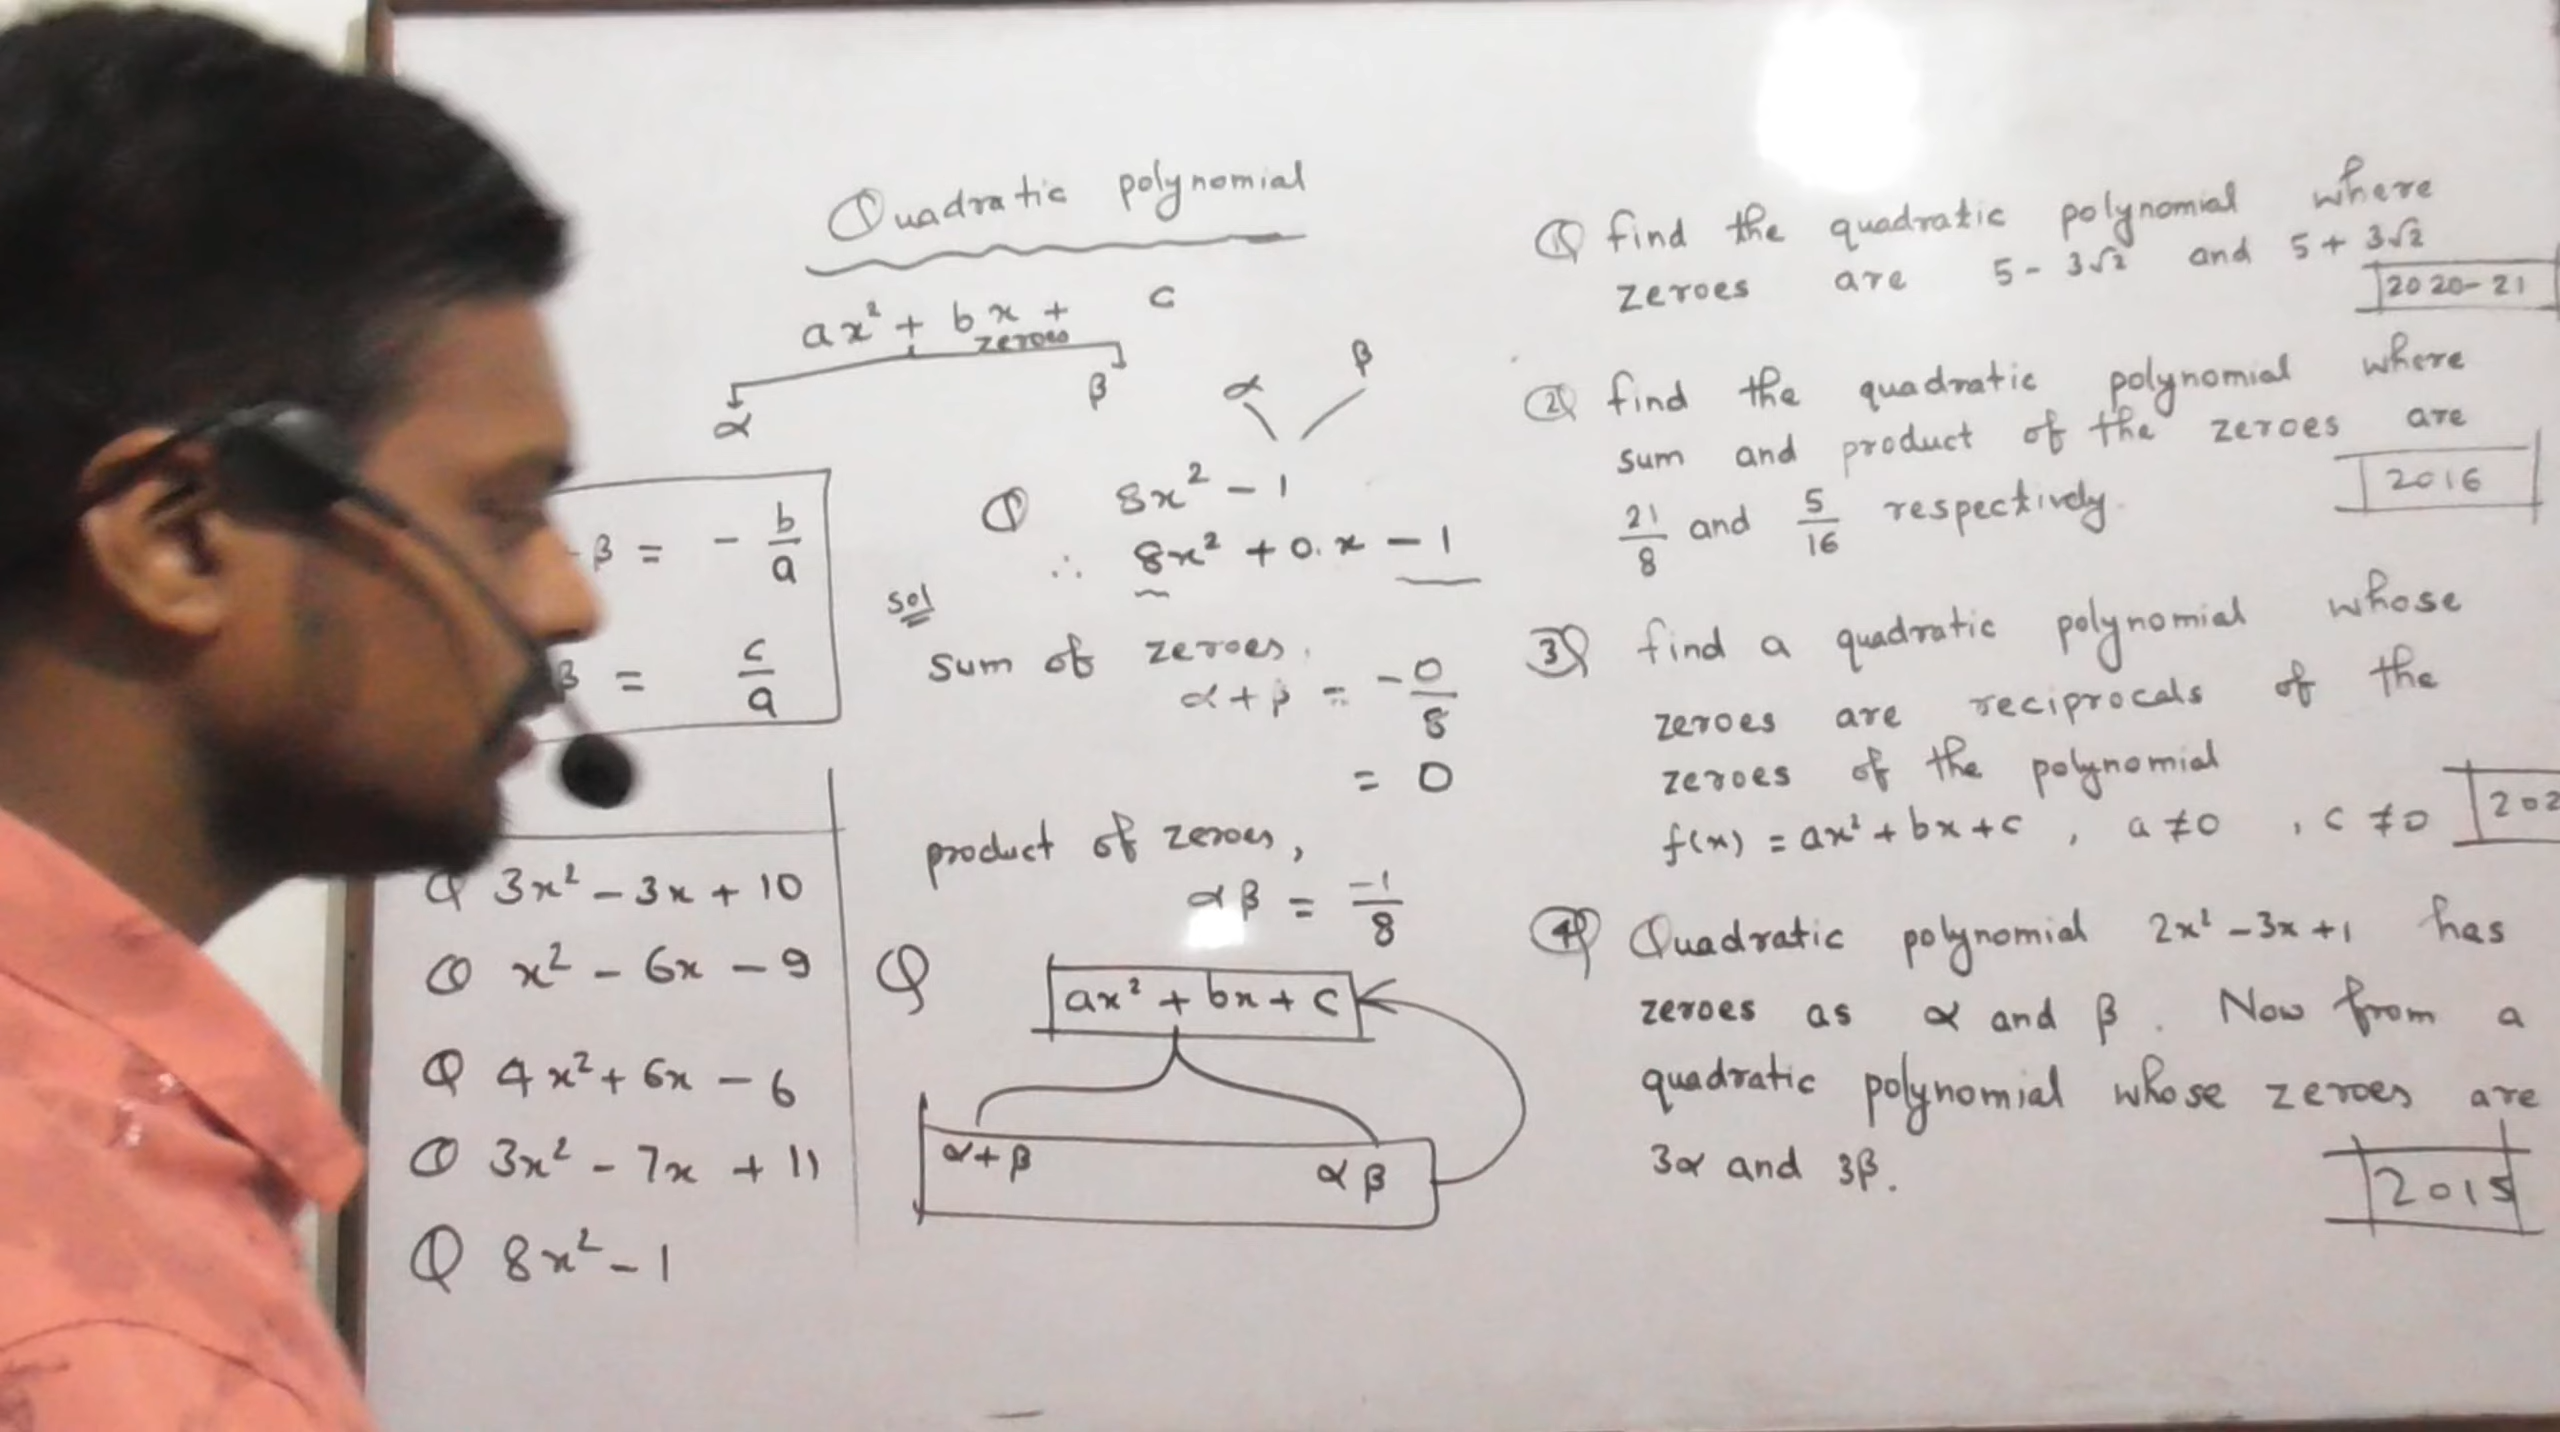 Quadratic polynomial
ax² + bx + c
zeroes
α β
β = - b/a
β = c/a
Q 3x² - 3x + 10
Q x² - 6x - 9
Q 4x² + 6x - 6
Q 3x² - 7x + 11
Q 8x² - 1
α β
Q 8x² - 1
∴ 8x² + 0.x - 1
Sol
Sum of zeroes,
α + β = - 0/8
= 0
product of zeroes,
αβ = -1/8
Q ax² + bx + c
α + β αβ
1) find the quadratic polynomial where
zeroes are 5 - 3√2 and 5 + 3√2
2020-21
2) find the quadratic polynomial where
sum and product of the zeroes are
21/8 and 5/16 respectively.
2016
3) find a quadratic polynomial whose
zeroes are reciprocals of the
zeroes of the polynomial
f(x) = ax² + bx + c , a ≠ 0 , c ≠ 0
4) Quadratic polynomial 2x² - 3x + 1 has
zeroes as α and β. Now from a
quadratic polynomial whose zeroes are
3α and 3β.
2015